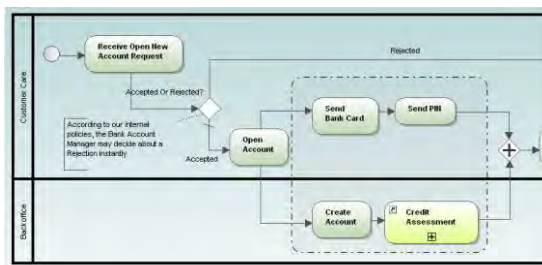 Receive Open New
Account Request
Rejected
Customer Care
Accepted Or Rejected?
Send
Bank Card
Send PIN
According to our internal
policies, the Bank Account
Manager may decide about a
Rejection instantly
Open
Account
Accepted
Backoffice
Create
Account
Credit
Assessment